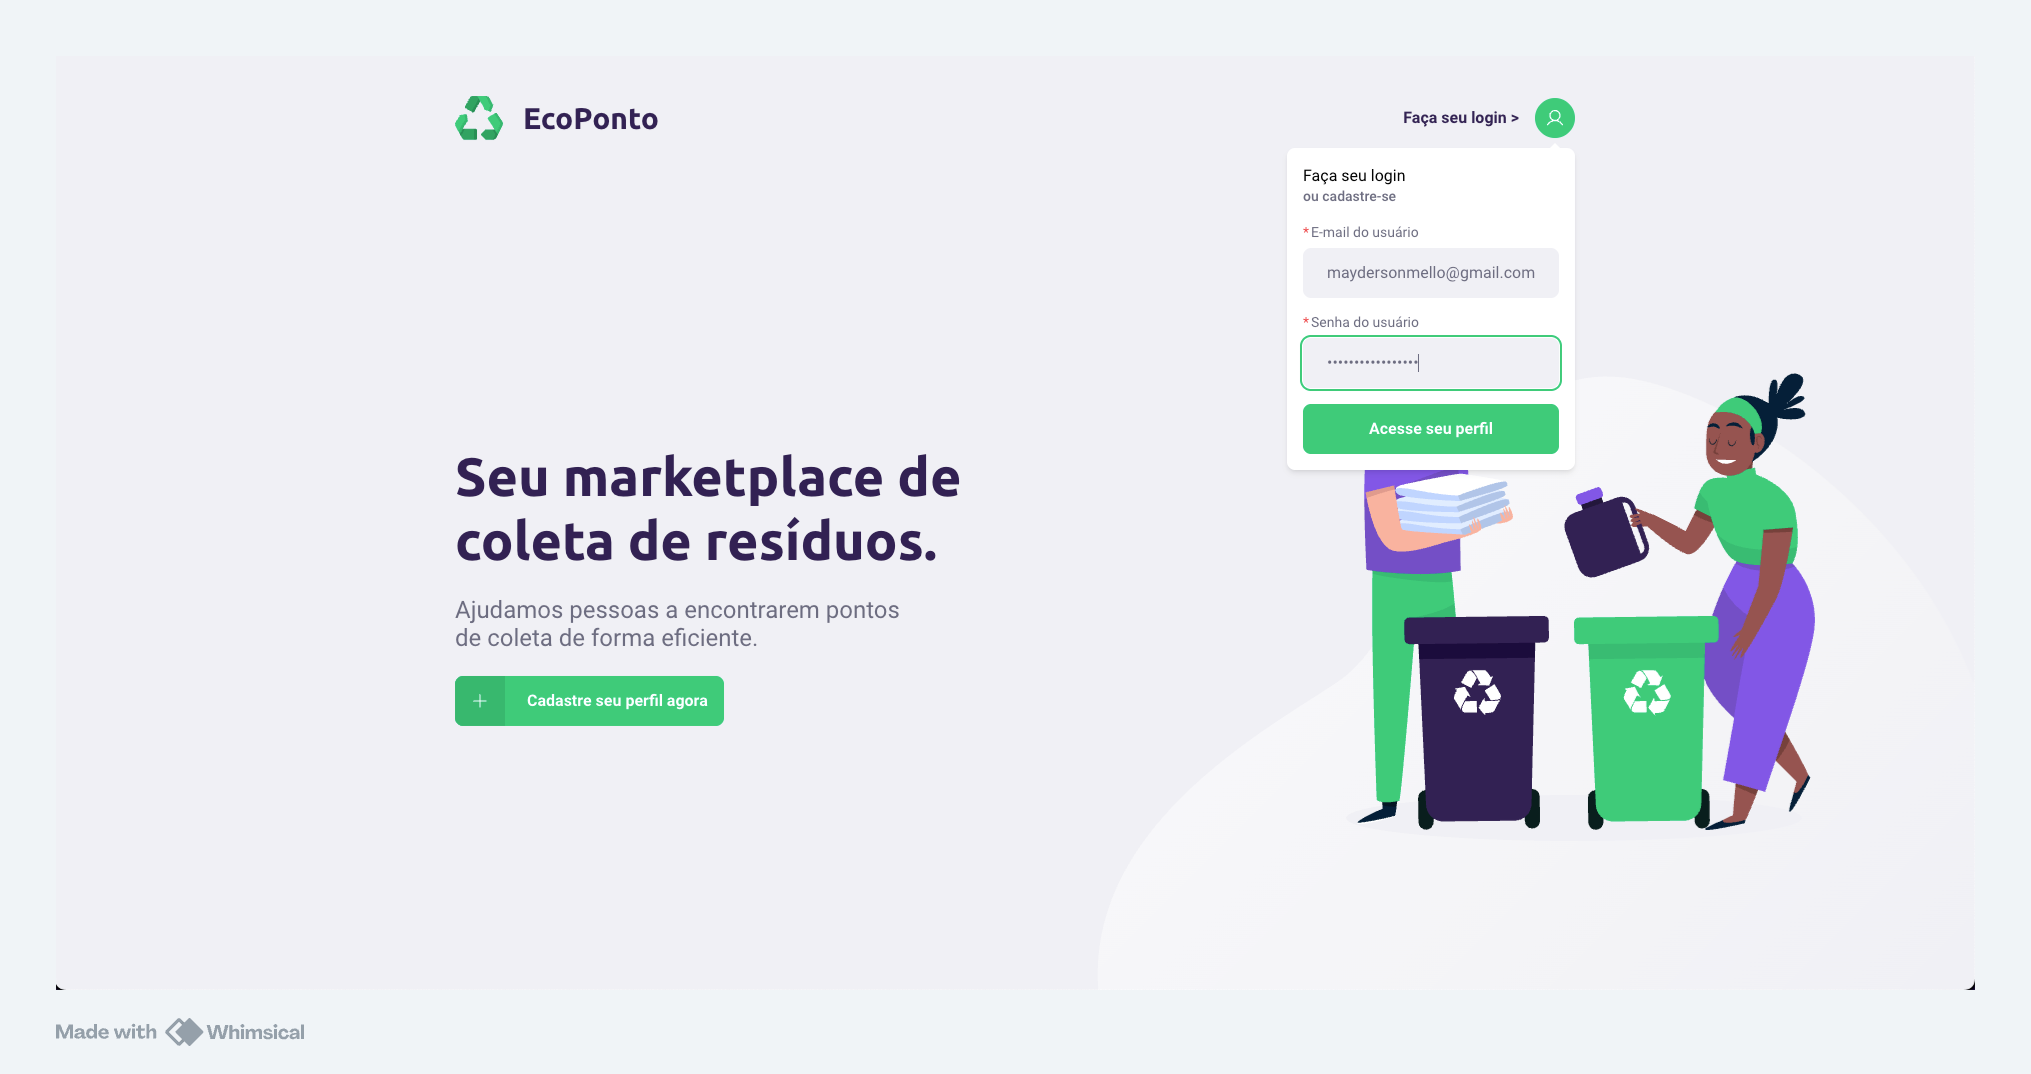 EcoPonto
Faça seu login >
Faça seu login
ou cadastre-se
*E-mail do usuário
maydersonmello@gmail.com
*Senha do usuário
•••••••••••••••••
Acesse seu perfil
Seu marketplace de
coleta de resíduos.
Ajudamos pessoas a encontrarem pontos
de coleta de forma eficiente.
+ Cadastre seu perfil agora
Made with Whimsical